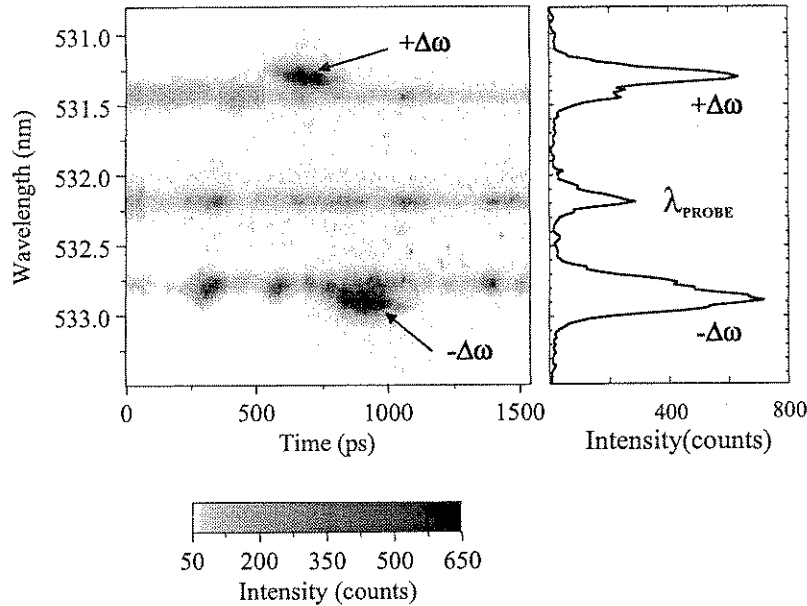 531.0
531.5
532.0
532.5
533.0
Wavelength (nm)
+Δω
-Δω
0
500
1000
1500
Time (ps)
+Δω
λPROBE
-Δω
400
800
Intensity(counts)
50
200
350
500
650
Intensity (counts)